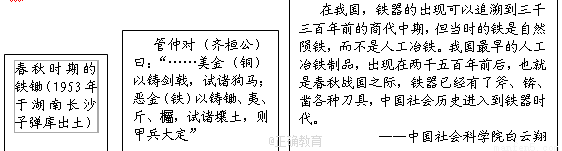 春秋时期的
铁锄(1953年
于湖南长沙
子弹库出土)
管仲对(齐桓公)
曰:“……美金(铜)
以铸剑戟,试诸狗马;
恶金(铁)以铸锄、夷、
斤、欘,试诸壤土,则
甲兵大定”
在我国,铁器的出现可以追溯到三千
三百年前的商代中期,但当时的铁是自然
陨铁,而不是人工冶铁。我国最早的人工
冶铁制品,出现在两千五百年前后,也就
是春秋战国之际,铁器已经有了斧、锛、
凿各种刀具,中国社会历史进入到铁器时
代。
——中国社会科学院白云翔
@正确教育